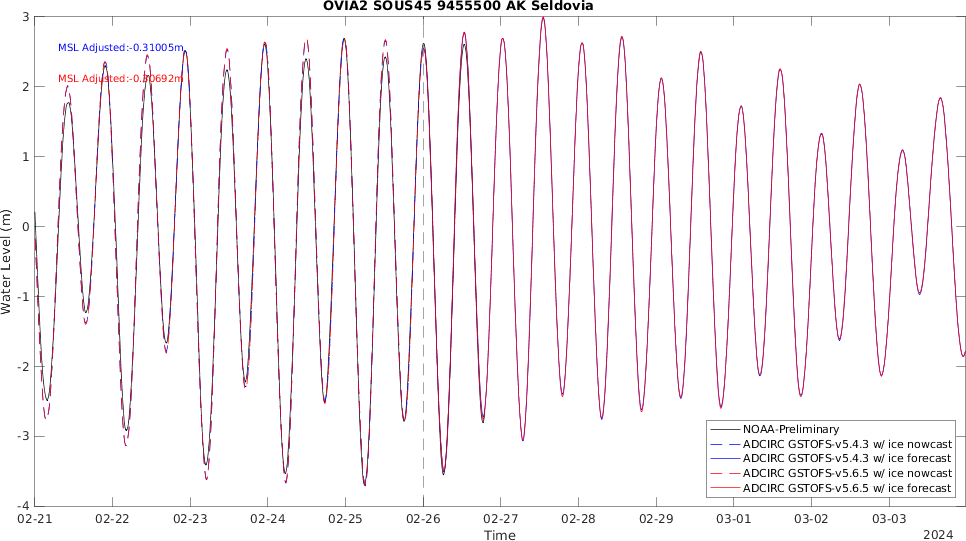 OVIA2 SOUS45 9455500 AK Seldovia
MSL Adjusted:-0.31005m
MSL Adjusted:-0.30692m
3
2
1
0
-1
-2
-3
-4
Water Level (m)
NOAA-Preliminary
ADCIRC GSTOFS-v5.4.3 w/ ice nowcast
ADCIRC GSTOFS-v5.4.3 w/ ice forecast
ADCIRC GSTOFS-v5.6.5 w/ ice nowcast
ADCIRC GSTOFS-v5.6.5 w/ ice forecast
02-21 02-22 02-23 02-24 02-25 02-26 02-27 02-28 02-29 03-01 03-02 03-03
Time
2024